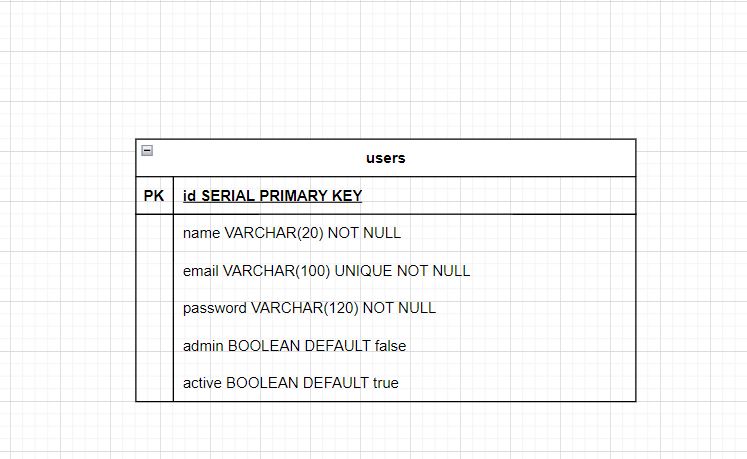 users
PK id SERIAL PRIMARY KEY
name VARCHAR(20) NOT NULL
email VARCHAR(100) UNIQUE NOT NULL
password VARCHAR(120) NOT NULL
admin BOOLEAN DEFAULT false
active BOOLEAN DEFAULT true